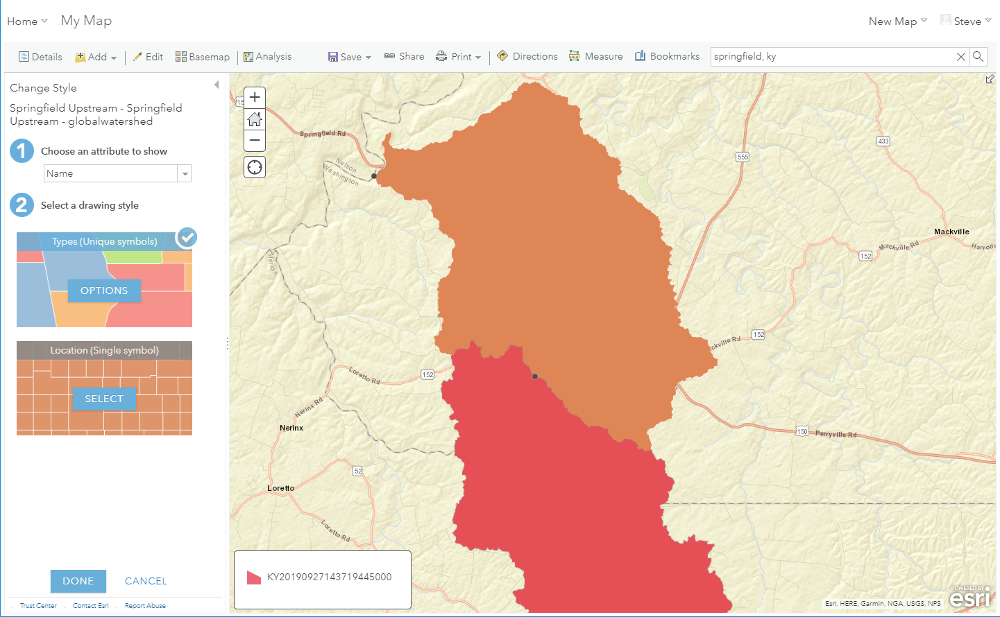 Home
My Map
New Map
Steve
Details
Add
Edit
Basemap
Analysis
Save
Share
Print
Directions
Measure
Bookmarks
springfield, ky
Change Style
Springfield Upstream - Springfield
Upstream - globalwatershed
1 Choose an attribute to show
Name
2 Select a drawing style
Types (Unique symbols)
OPTIONS
Location (Single symbol)
SELECT
DONE
CANCEL
Trust Center
Contact Esri
Report Abuse
Springfield Rd
Nelson
Washington
Marion
433
555
Mackville
Mackville Rd
152
152
ckville Rd
152
Loretto Rd
Nerinx Rd
Nerinx
150
Perryville Rd
52
Loretto
Loretto Rd
KY20190927143719445000
Esri, HERE, Garmin, NGA, USGS, NPS
POWERED BY
esri